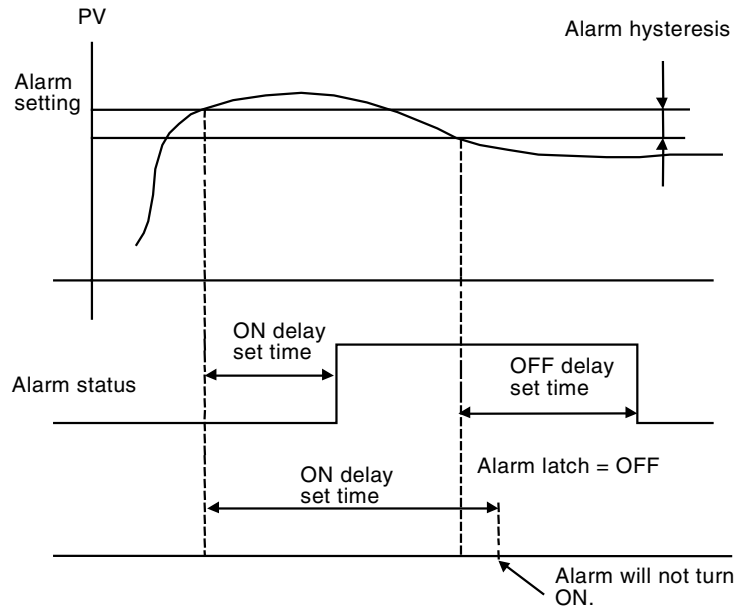 PV
Alarm hysteresis
Alarm
setting
ON delay
set time
OFF delay
set time
Alarm status
Alarm latch = OFF
ON delay
set time
Alarm will not turn
ON.